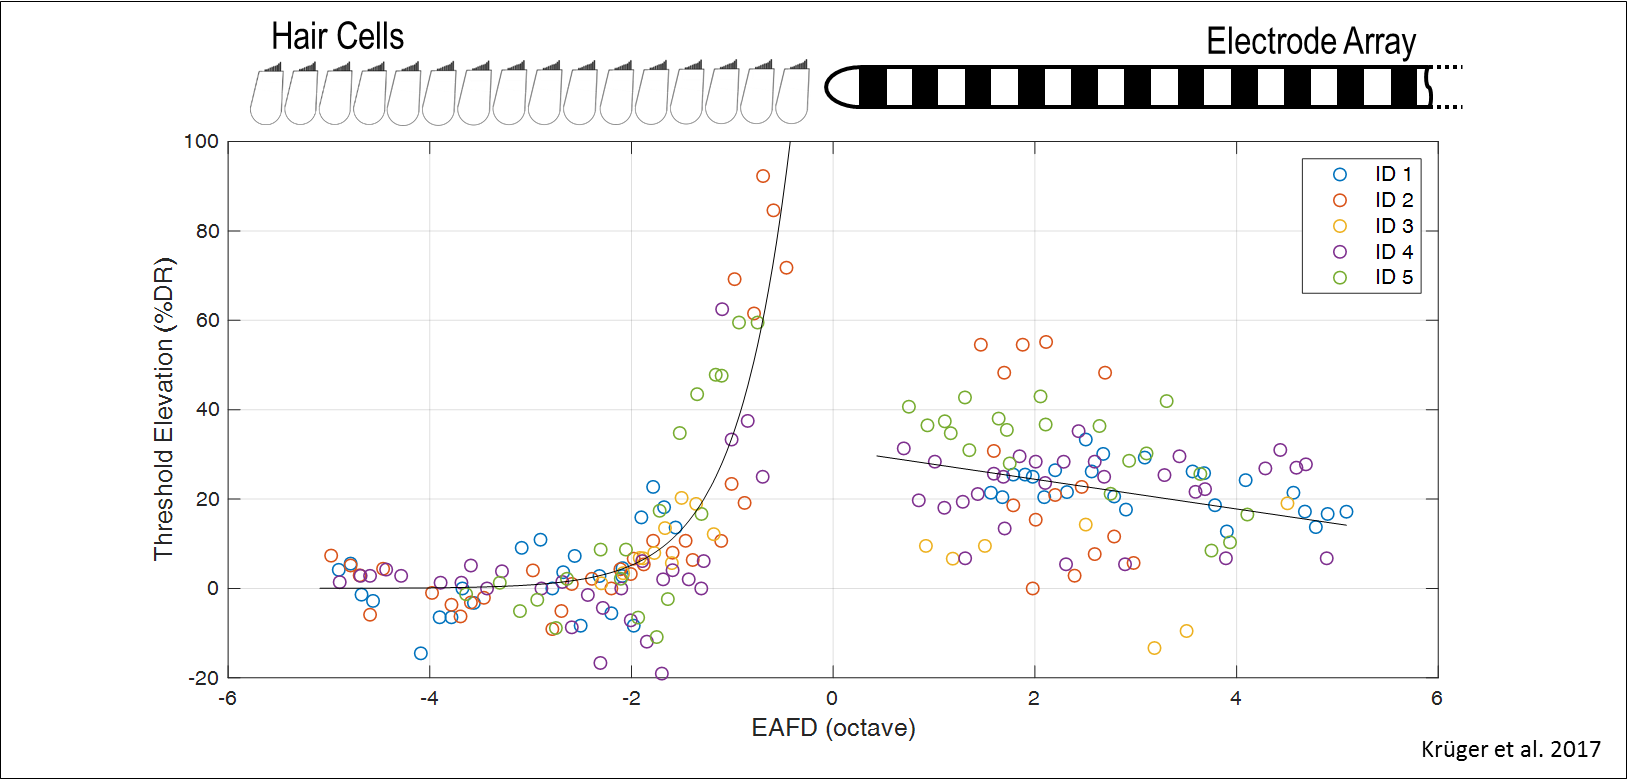 Hair Cells
Electrode Array
100
80
60
40
20
0
-20
-6
-4
-2
0
2
4
6
Threshold Elevation (%DR)
EAFD (octave)
ID 1
ID 2
ID 3
ID 4
ID 5
Krüger et al. 2017